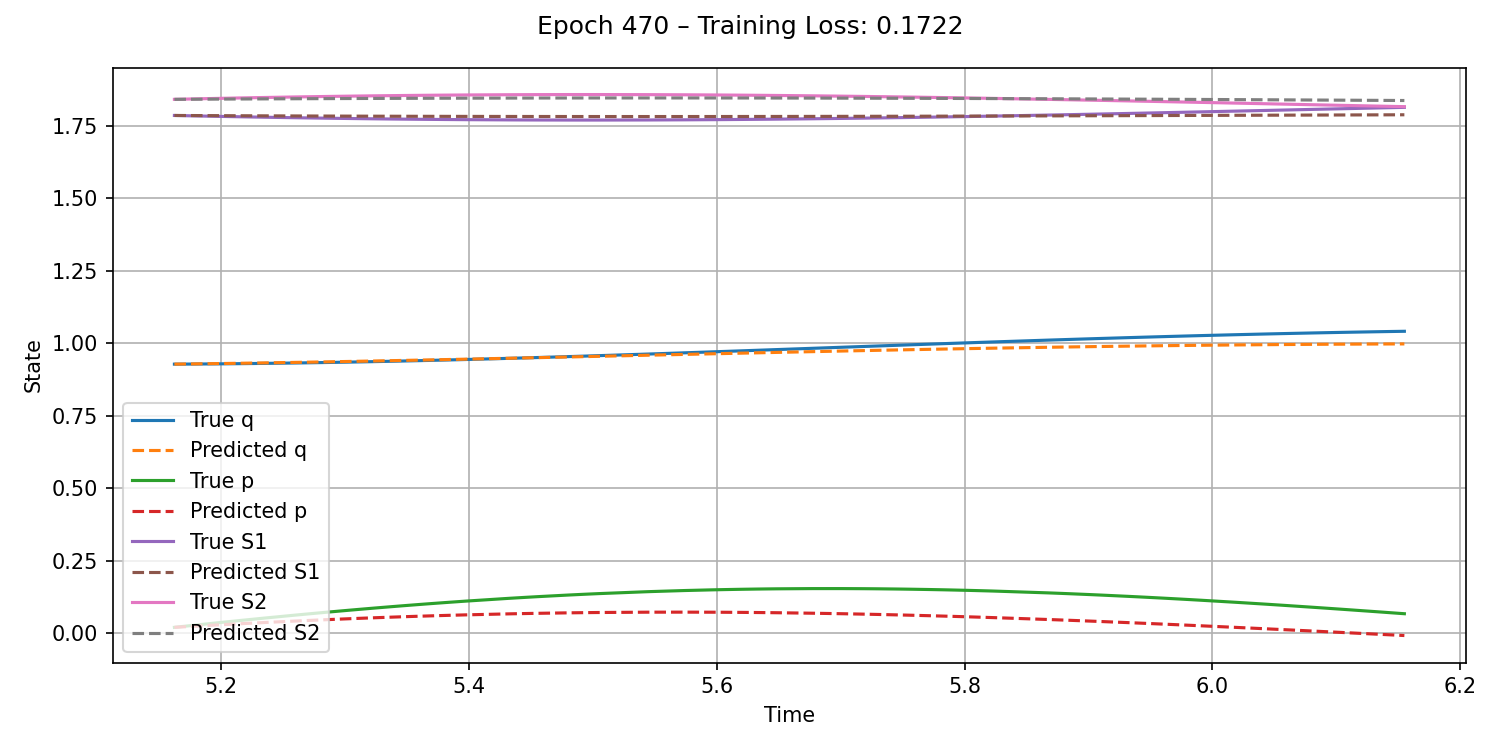 Epoch 470 – Training Loss: 0.1722
1.75
1.50
1.25
1.00
0.75
0.50
0.25
0.00
State
True q
Predicted q
True p
Predicted p
True S1
Predicted S1
True S2
Predicted S2
5.2 5.4 5.6 5.8 6.0 6.2
Time